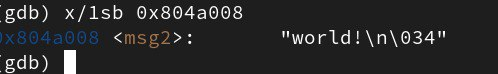 (gdb) x/1sb 0x804a008
0x804a008 <msg2>:        "world!\n\034"
(gdb)